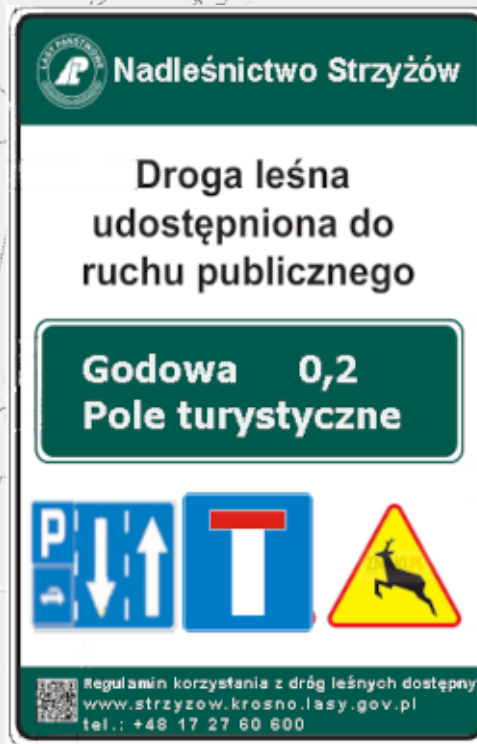 Nadleśnictwo Strzyżów
Droga leśna
udostępniona do
ruchu publicznego
Godowa 0,2
Pole turystyczne
P
Regulamin korzystania z dróg leśnych dostępny
www.strzyzow.krosno.lasy.gov.pl
tel.: +48 17 27 60 600